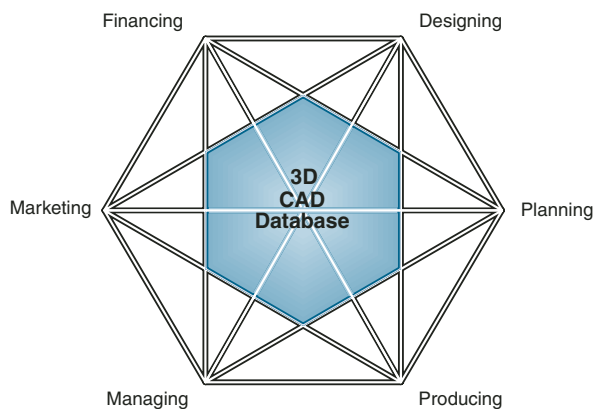 Financing
Designing
3D
CAD
Database
Marketing
Planning
Managing
Producing